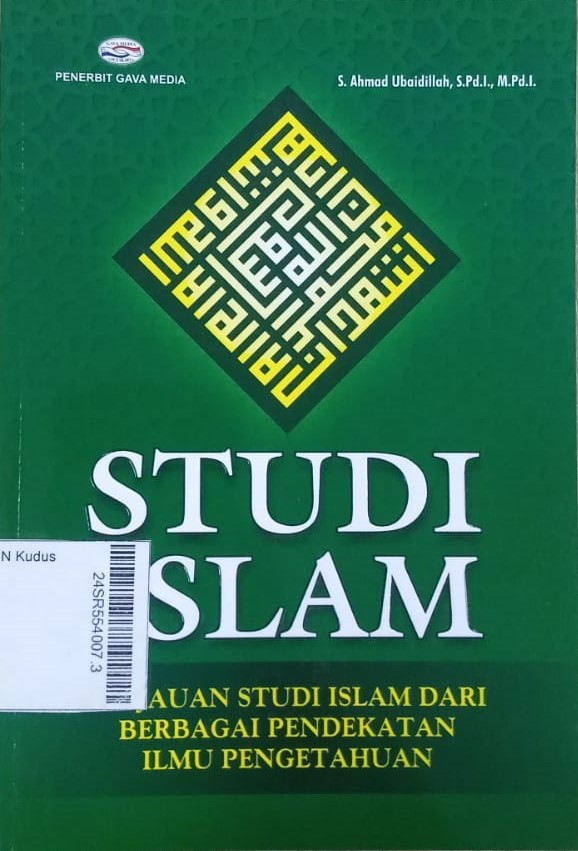 PENERBIT GAVA MEDIA
S. Ahmad Ubaidillah, S.Pd.I., M.Pd.I.
STUDI
SLAM
N Kudus
24SR554007.3
JAUAN STUDI ISLAM DARI
BERBAGAI PENDEKATAN
ILMU PENGETAHUAN